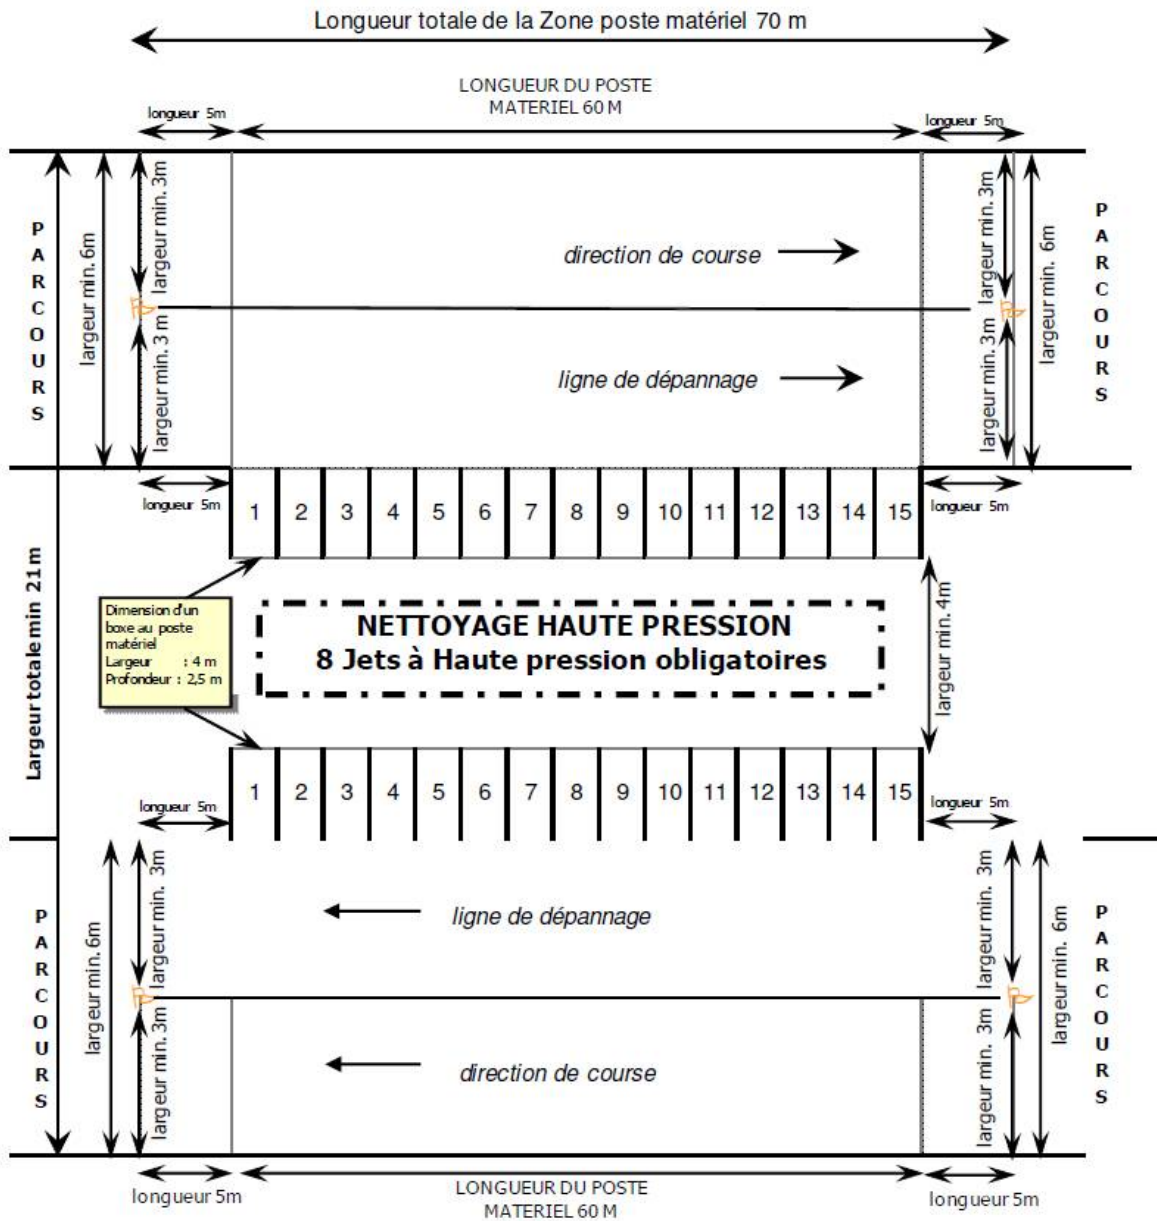 Longueur totale de la Zone poste matériel 70 m
LONGUEUR DU POSTE
MATERIEL 60 M
longueur 5m
longueur 5m
PARCOURS
largeur min. 6m
largeur min. 3m
largeur min. 3 m
direction de course
ligne de dépannage
largeur min. 3m
largeur min. 3m
largeur min. 6m
PARCOURS
longueur 5m
1 2 3 4 5 6 7 8 9 10 11 12 13 14 15
longueur 5m
Largeur totale min 21 m
Dimension d'un
boxe au poste
matériel
Largeur : 4 m
Profondeur : 2,5 m
NETTOYAGE HAUTE PRESSION
8 Jets à Haute pression obligatoires
largeur min. 4m
longueur 5m
1 2 3 4 5 6 7 8 9 10 11 12 13 14 15
longueur 5m
PARCOURS
largeur min. 6m
largeur min. 3m
largeur min. 3m
ligne de dépannage
direction de course
largeur min. 3m
largeur min. 3m
largeur min. 6m
PARCOURS
longueur 5m
LONGUEUR DU POSTE
MATERIEL 60 M
longueur 5m